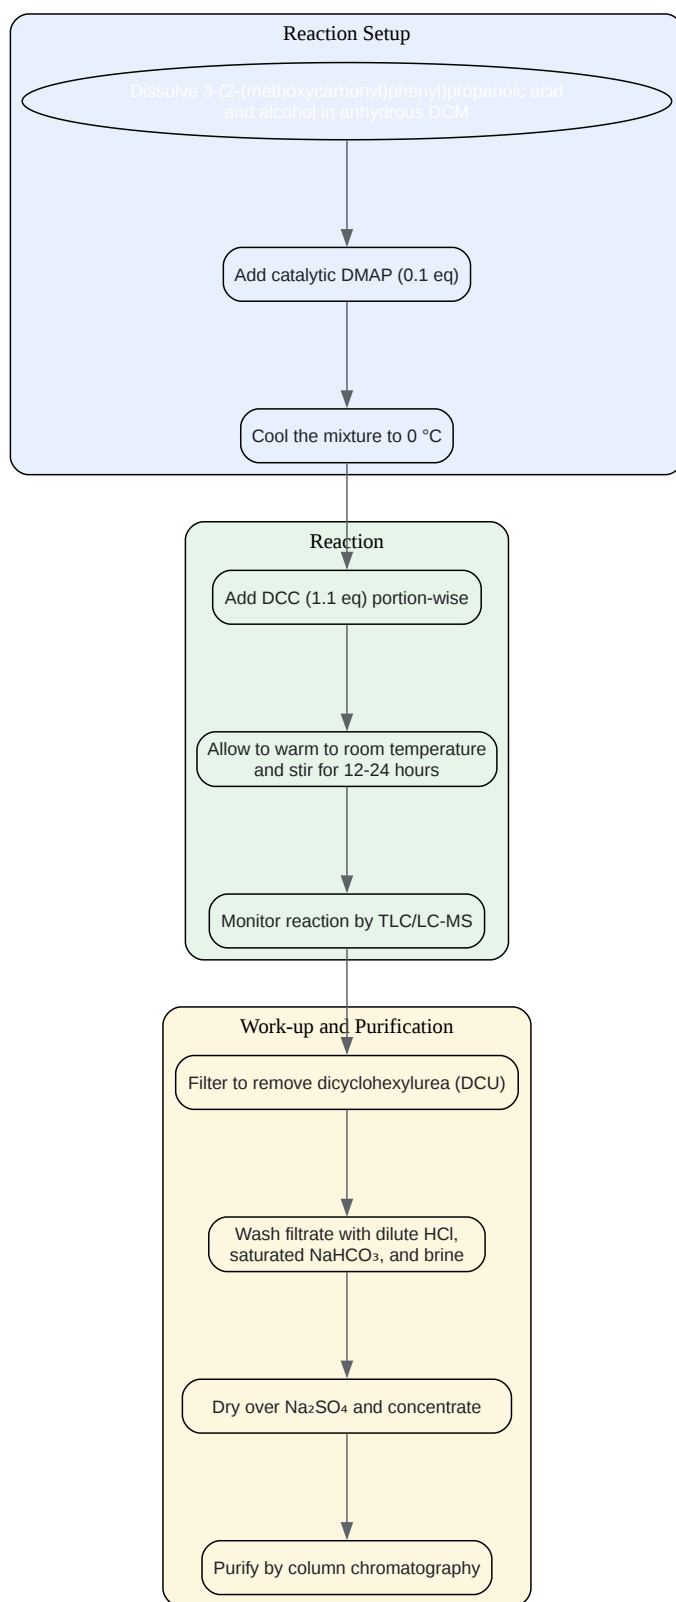 Reaction Setup
Dissolve 3-(2-(methoxycarbonyl)phenyl)propanoic acid
and alcohol in anhydrous DCM
Add catalytic DMAP (0.1 eq)
Cool the mixture to 0 °C
Reaction
Add DCC (1.1 eq) portion-wise
Allow to warm to room temperature
and stir for 12-24 hours
Monitor reaction by TLC/LC-MS
Work-up and Purification
Filter to remove dicyclohexylurea (DCU)
Wash filtrate with dilute HCl,
saturated NaHCO₃, and brine
Dry over Na₂SO₄ and concentrate
Purify by column chromatography